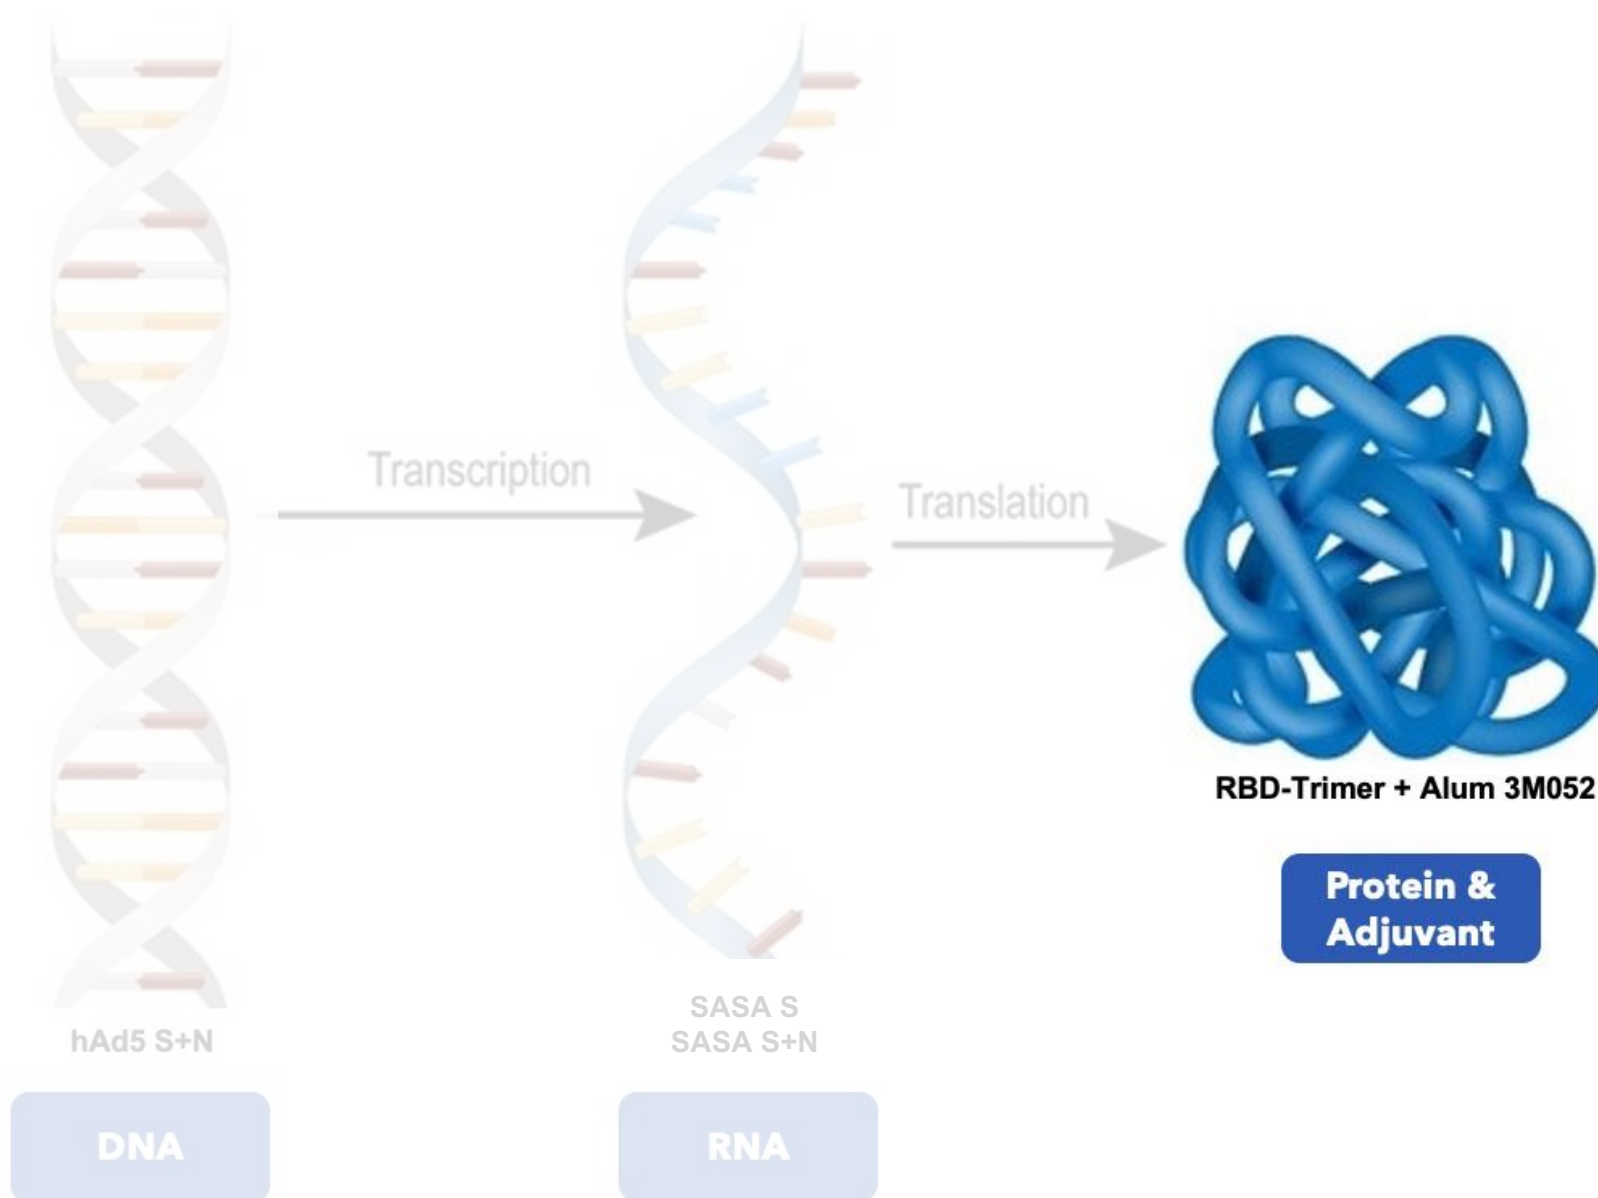 Transcription
Translation
RBD-Trimer + Alum 3M052
Protein &
Adjuvant
SASA S
SASA S+N
hAd5 S+N
DNA
RNA